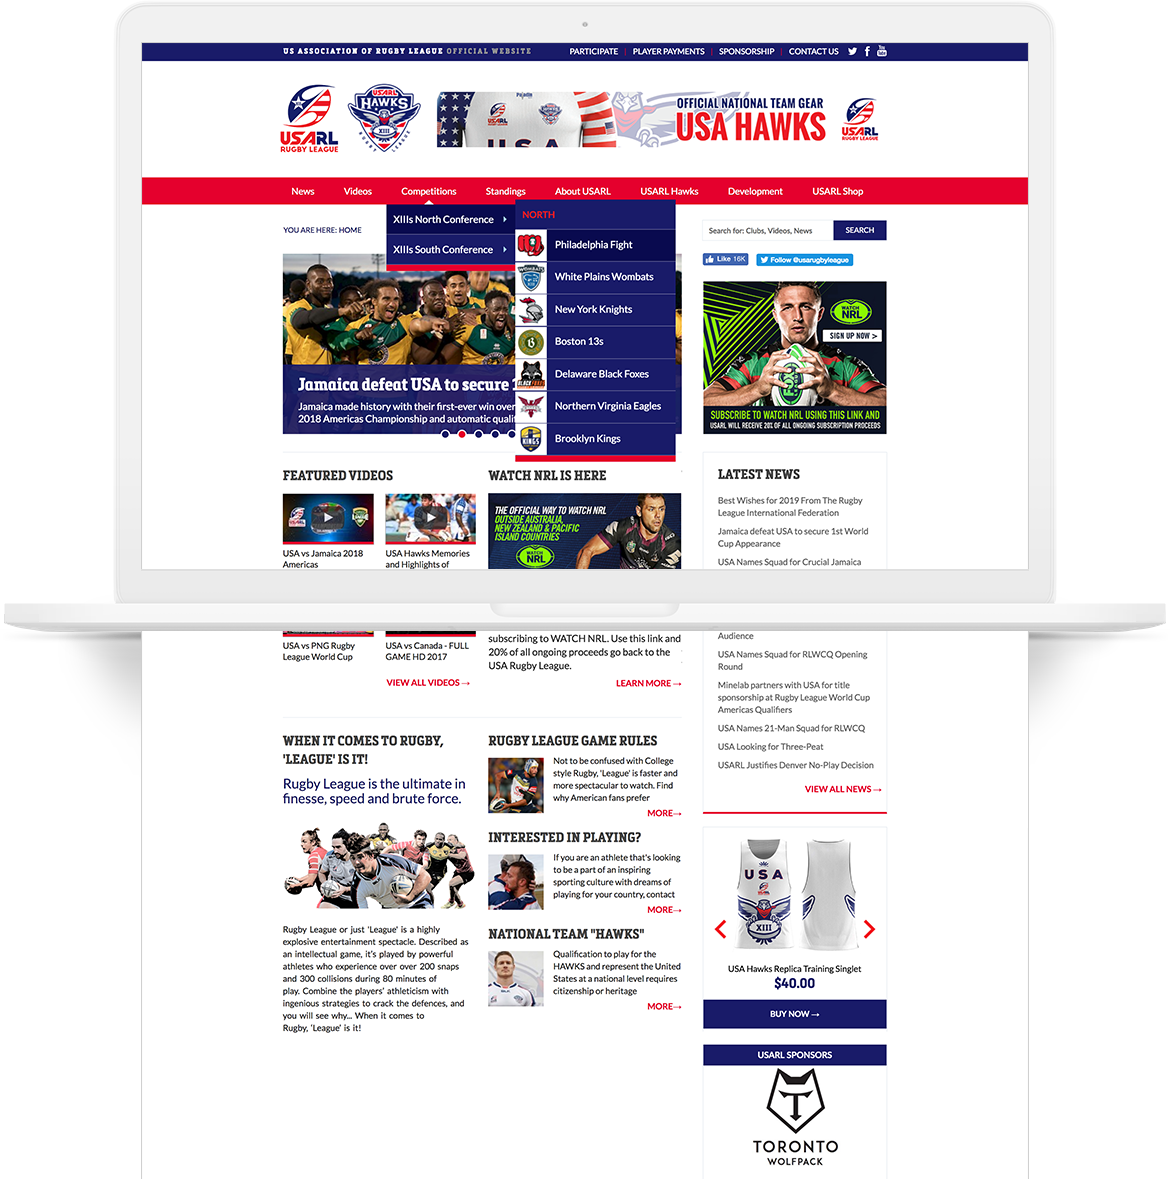 US ASSOCIATION OF RUGBY LEAGUE OFFICIAL WEBSITE
PARTICIPATE | PLAYER PAYMENTS | SPONSORSHIP | CONTACT US
You Tube
USARL
RUGBY LEAGUE
USARL
HAWKS
XIII
RUGBY LEAGUE
USARL
HAWKS
USA
OFFICIAL NATIONAL TEAM GEAR
USA HAWKS
USARL
RUGBY LEAGUE
News Videos Competitions Standings About USARL USARL Hawks Development USARL Shop
YOU ARE HERE: HOME
XIIIs North Conference
XIIIs South Conference
NORTH
Philadelphia Fight
White Plains Wombats
New York Knights
Boston 13s
Delaware Black Foxes
Northern Virginia Eagles
Brooklyn Kings
Search for: Clubs, Videos, News
SEARCH
Like 16K
Follow @usarugbyleague
Jamaica defeat USA to secure 1
Jamaica made history with their first-ever win over
2018 Americas Championship and automatic qualif
WATCH
NRL
SIGN UP NOW >
SUBSCRIBE TO WATCH NRL USING THIS LINK AND
USARL WILL RECEIVE 20% OF ALL ONGOING SUBSCRIPTION PROCEEDS
FEATURED VIDEOS
USA vs Jamaica 2018
Americas
USA Hawks Memories
and Highlights of
WATCH NRL IS HERE
THE OFFICIAL WAY TO WATCH NRL
OUTSIDE AUSTRALIA,
NEW ZEALAND & PACIFIC
ISLAND COUNTRIES
WATCH
NRL
LATEST NEWS
Best Wishes for 2019 From The Rugby
League International Federation
Jamaica defeat USA to secure 1st World
Cup Appearance
USA Names Squad for Crucial Jamaica
USA vs PNG Rugby
League World Cup
USA vs Canada - FULL
GAME HD 2017
VIEW ALL VIDEOS →
subscribing to WATCH NRL. Use this link and
20% of all ongoing proceeds go back to the
USA Rugby League.
LEARN MORE →
Audience
USA Names Squad for RLWCQ Opening
Round
Minelab partners with USA for title
sponsorship at Rugby League World Cup
Americas Qualifiers
USA Names 21-Man Squad for RLWCQ
USA Looking for Three-Peat
USARL Justifies Denver No-Play Decision
VIEW ALL NEWS →
WHEN IT COMES TO RUGBY,
'LEAGUE' IS IT!
Rugby League is the ultimate in
finesse, speed and brute force.
Rugby League or just 'League' is a highly
explosive entertainment spectacle. Described as
an intellectual game, it's played by powerful
athletes who experience over over 200 snaps
and 300 collisions during 80 minutes of
play. Combine the players' athleticism with
ingenious strategies to crack the defences, and
you will see why... When it comes to
Rugby, 'League' is it!
RUGBY LEAGUE GAME RULES
Not to be confused with College
style Rugby, 'League' is faster and
more spectacular to watch. Find
why American fans prefer
MORE→
INTERESTED IN PLAYING?
If you are an athlete that's looking
to be a part of an inspiring
sporting culture with dreams of
playing for your country, contact
MORE→
NATIONAL TEAM "HAWKS"
Qualification to play for the
HAWKS and represent the United
States at a national level requires
citizenship or heritage
MORE→
USA
XIII
USA Hawks Replica Training Singlet
$40.00
BUY NOW →
USARL SPONSORS
TORONTO
WOLFPACK